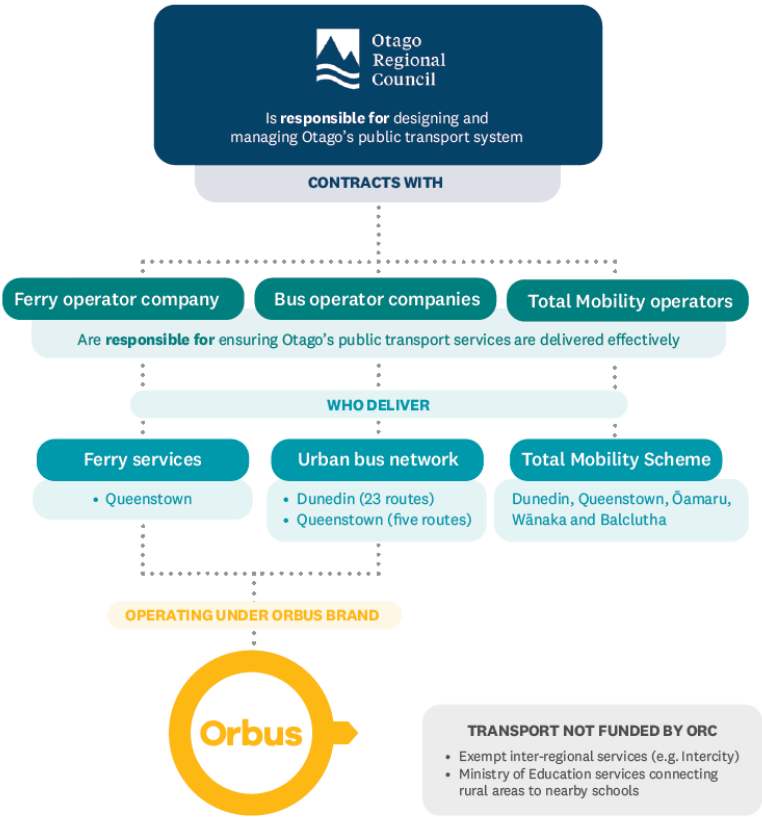 Otago
Regional
Council
Is responsible for designing and
managing Otago's public transport system
CONTRACTS WITH
Ferry operator company
Bus operator companies
Total Mobility operators
Are responsible for ensuring Otago's public transport services are delivered effectively
WHO DELIVER
Ferry services
• Queenstown
Urban bus network
• Dunedin (23 routes)
• Queenstown (five routes)
Total Mobility Scheme
Dunedin, Queenstown, Ōamaru,
Wānaka and Balclutha
OPERATING UNDER ORBUS BRAND
Orbus
TRANSPORT NOT FUNDED BY ORC
• Exempt inter-regional services (e.g. Intercity)
• Ministry of Education services connecting
rural areas to nearby schools